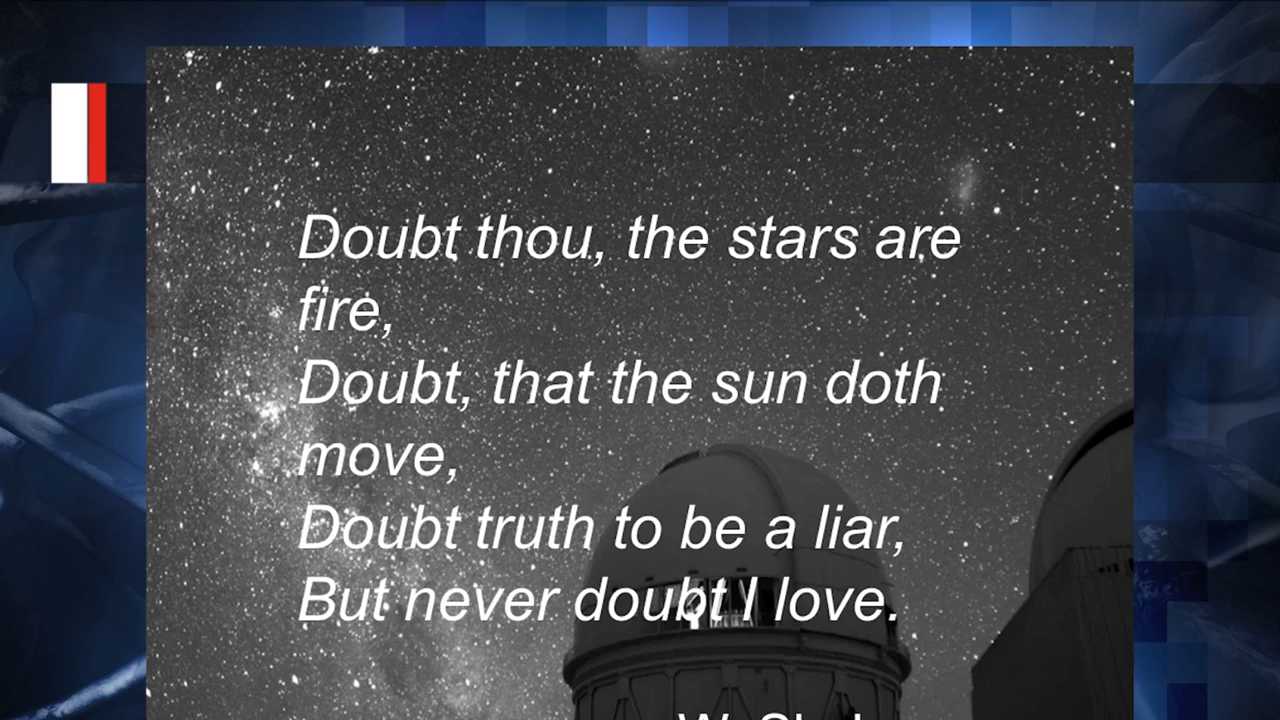 Doubt thou, the stars are
fire,
Doubt, that the sun doth
move,
Doubt truth to be a liar,
But never doubt I love.